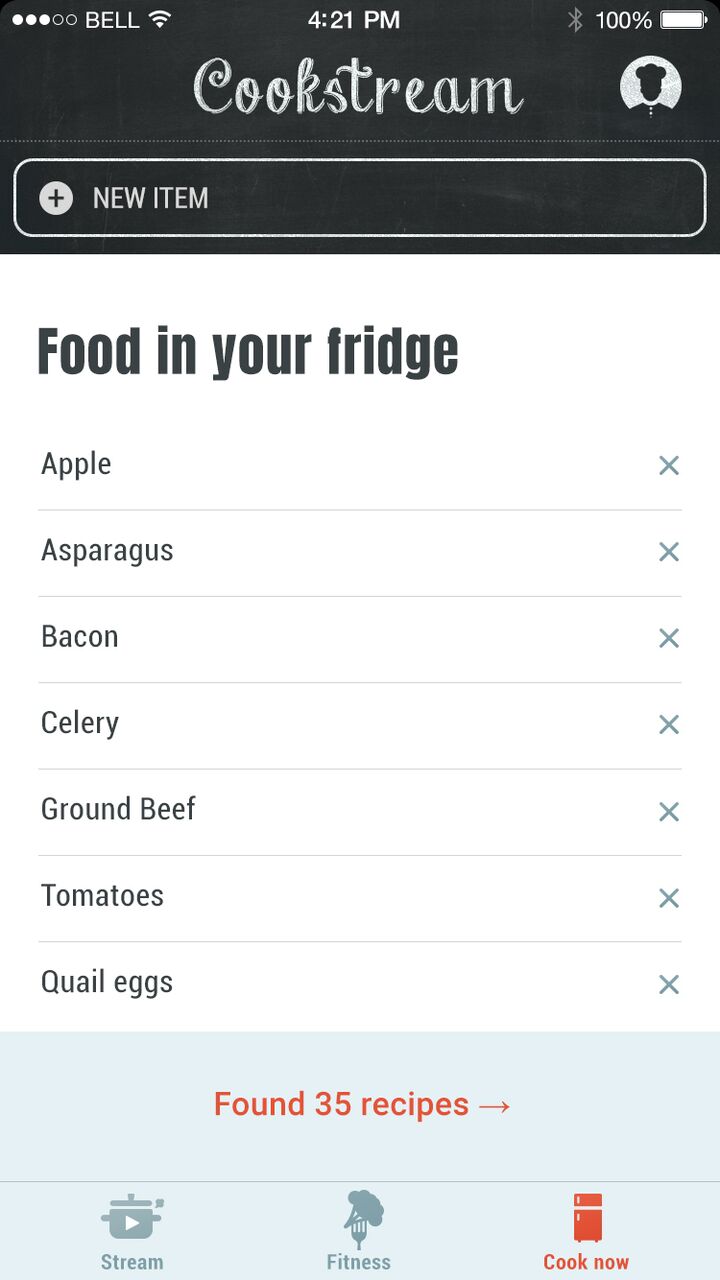 BELL 4:21 PM 100%
Cookstream
NEW ITEM
Food in your fridge
Apple
Asparagus
Bacon
Celery
Ground Beef
Tomatoes
Quail eggs
Found 35 recipes →
Stream Fitness Cook now